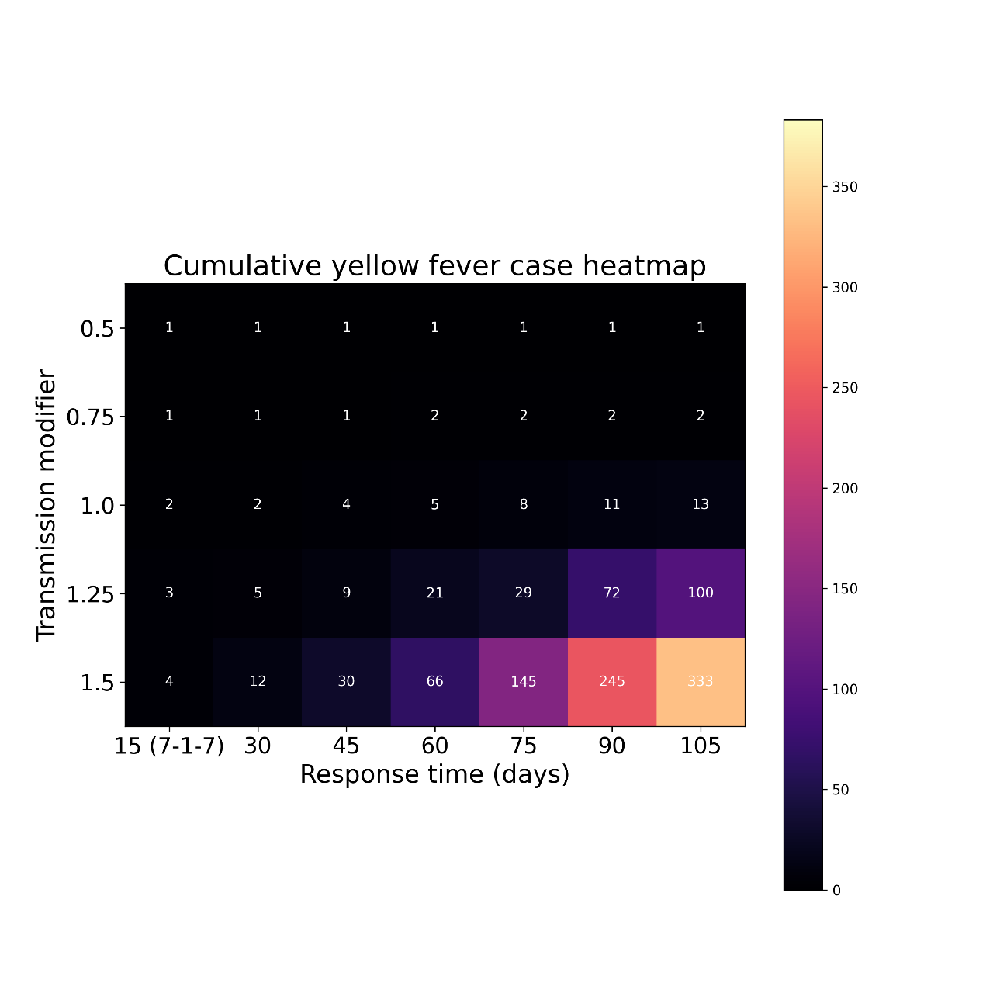 Cumulative yellow fever case heatmap
Transmission modifier
0.5 1 1 1 1 1 1 1
0.75 1 1 1 2 2 2 2
1.0 2 2 4 5 8 11 13
1.25 3 5 9 21 29 72 100
1.5 4 12 30 66 145 245 333
15 (7-1-7) 30 45 60 75 90 105
Response time (days)
350
300
250
200
150
100
50
0